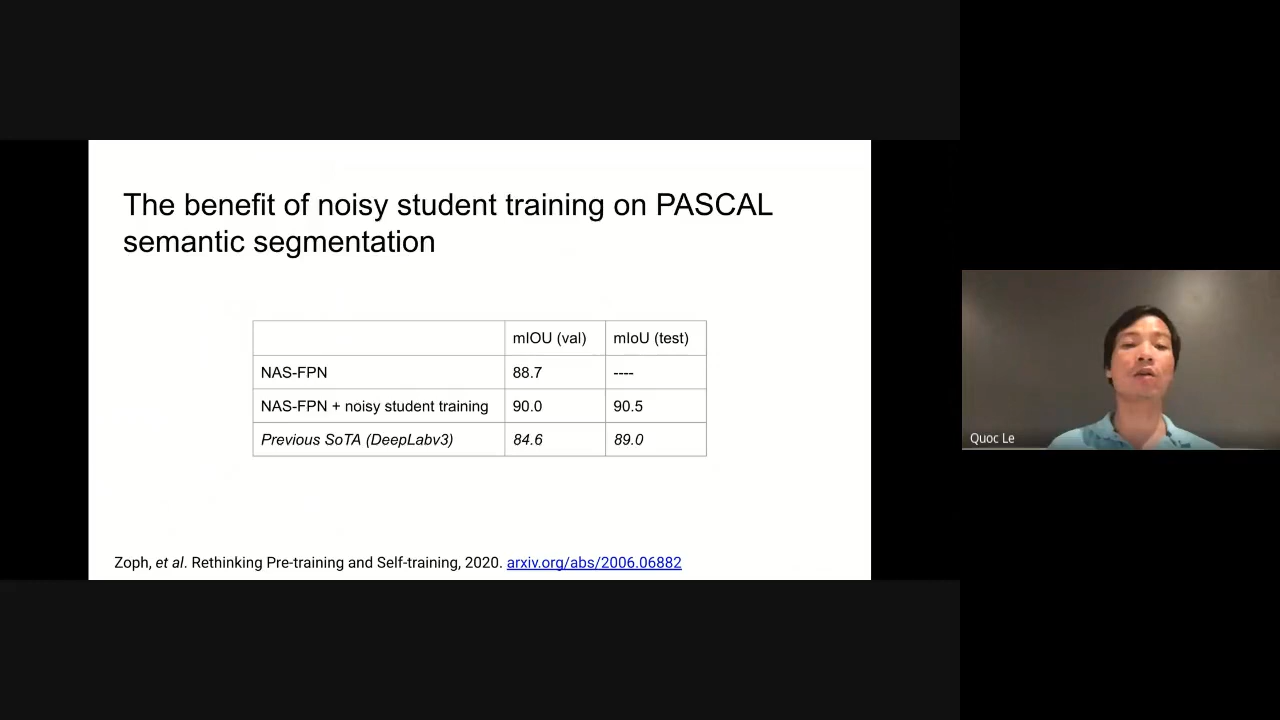 The benefit of noisy student training on PASCAL
semantic segmentation
mIOU (val) mIoU (test)
NAS-FPN 88.7 ----
NAS-FPN + noisy student training 90.0 90.5
Previous SoTA (DeepLabv3) 84.6 89.0
Quoc Le
Zoph, et al. Rethinking Pre-training and Self-training, 2020. arxiv.org/abs/2006.06882